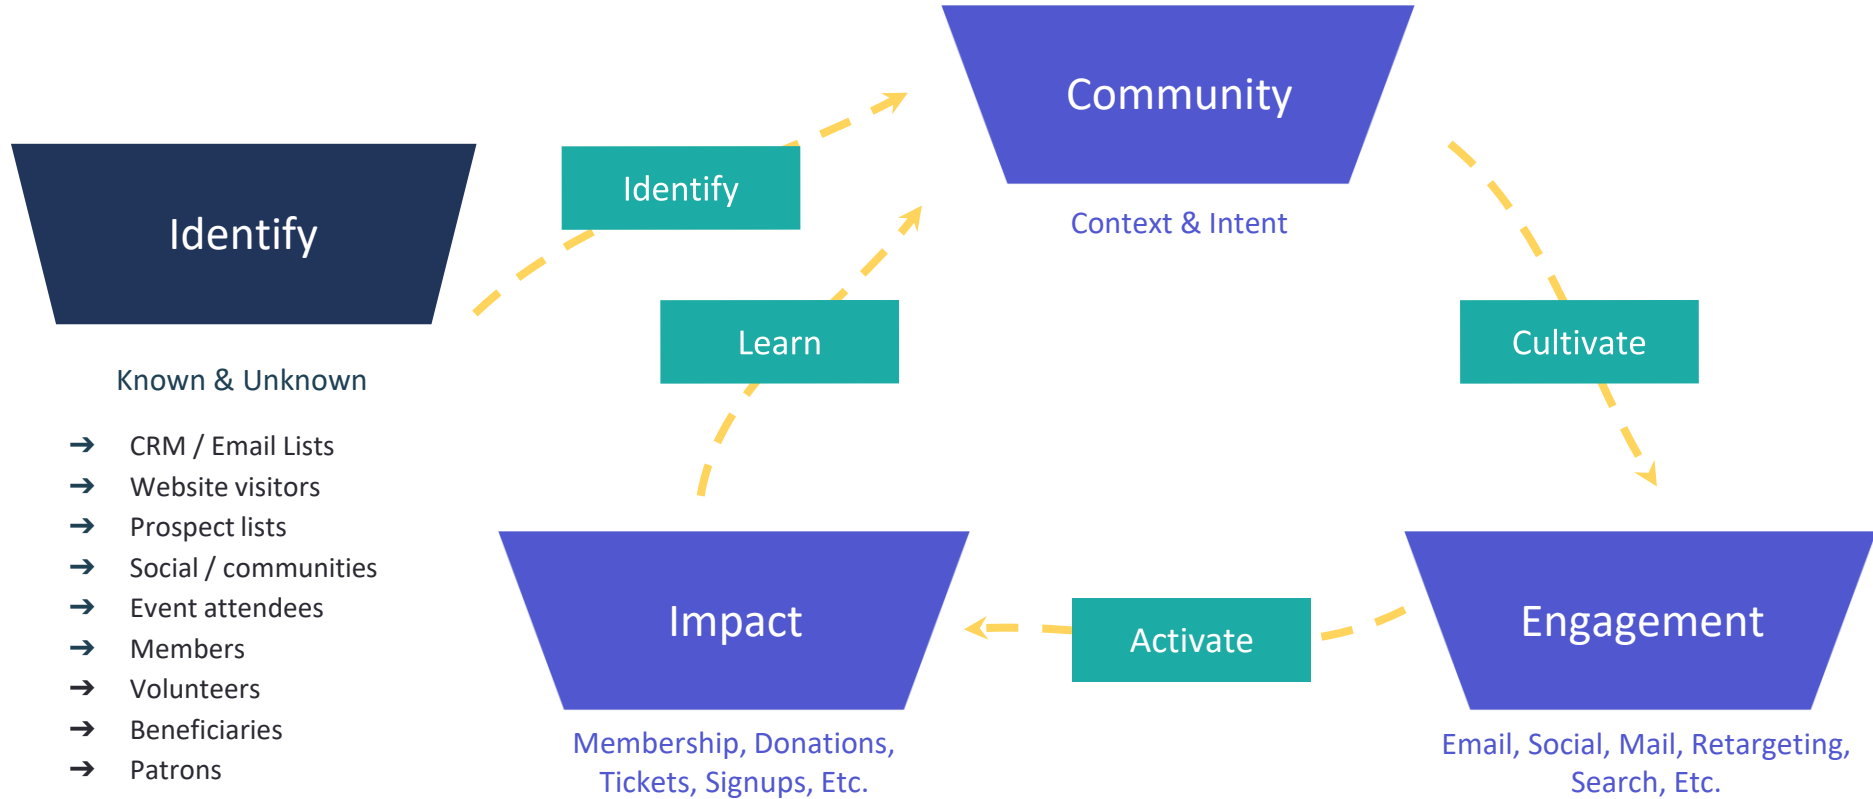 Identify
Known & Unknown
➔ CRM / Email Lists
➔ Website visitors
➔ Prospect lists
➔ Social / communities
➔ Event attendees
➔ Members
➔ Volunteers
➔ Beneficiaries
➔ Patrons
Identify
Learn
Community
Context & Intent
Cultivate
Engagement
Email, Social, Mail, Retargeting,
Search, Etc.
Activate
Impact
Membership, Donations,
Tickets, Signups, Etc.